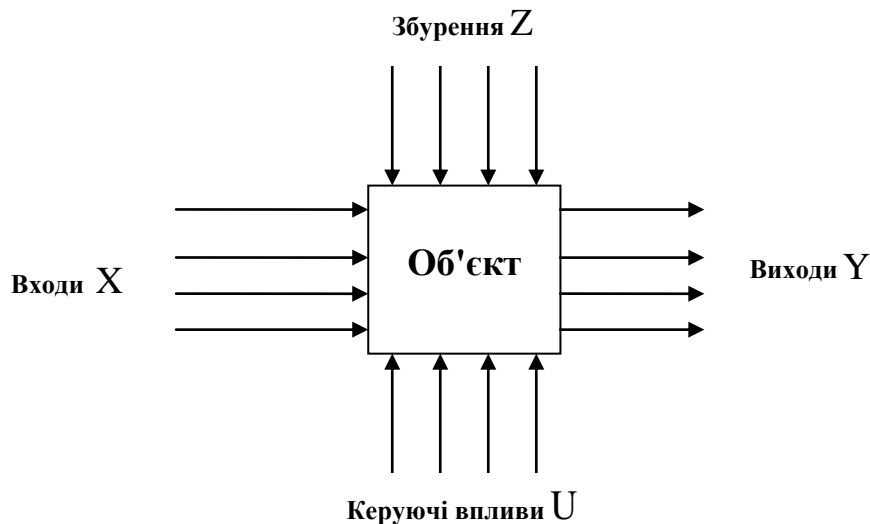 Збурення Z
Об'єкт
Входи X
Виходи Y
Керуючі впливи U